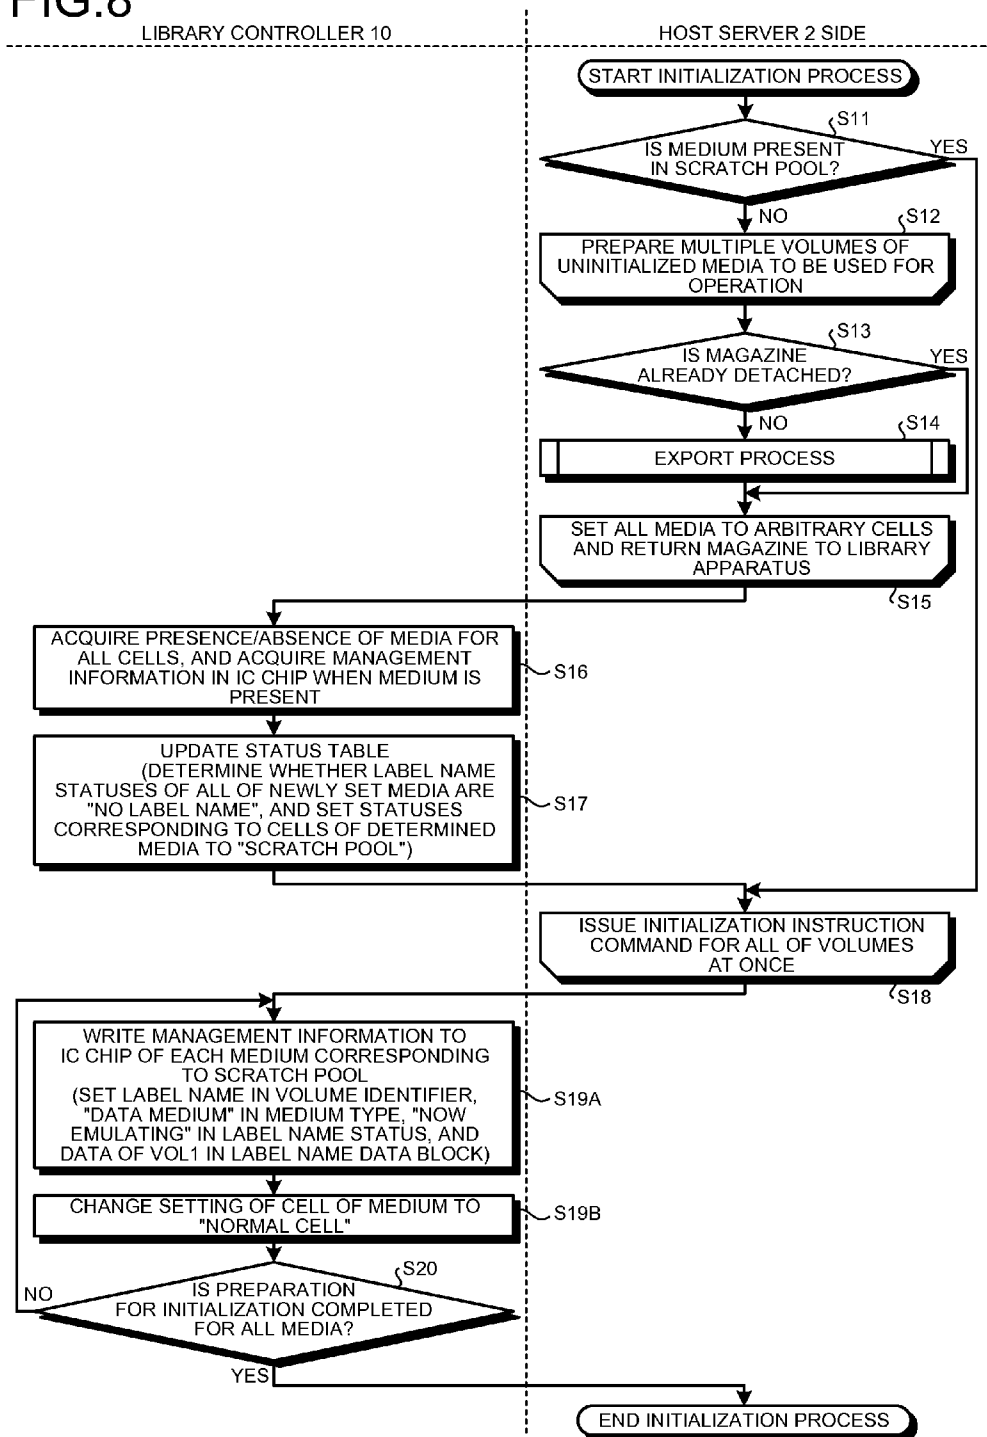 FIG.8
LIBRARY CONTROLLER 10
HOST SERVER 2 SIDE
START INITIALIZATION PROCESS
S11
IS MEDIUM PRESENT
IN SCRATCH POOL?
YES
NO
S12
PREPARE MULTIPLE VOLUMES OF
UNINITIALIZED MEDIA TO BE USED FOR
OPERATION
S13
IS MAGAZINE
ALREADY DETACHED?
YES
NO
S14
EXPORT PROCESS
SET ALL MEDIA TO ARBITRARY CELLS
AND RETURN MAGAZINE TO LIBRARY
APPARATUS
S15
ACQUIRE PRESENCE/ABSENCE OF MEDIA FOR
ALL CELLS, AND ACQUIRE MANAGEMENT
INFORMATION IN IC CHIP WHEN MEDIUM IS
PRESENT
S16
UPDATE STATUS TABLE
(DETERMINE WHETHER LABEL NAME
STATUSES OF ALL OF NEWLY SET MEDIA ARE
"NO LABEL NAME", AND SET STATUSES
CORRESPONDING TO CELLS OF DETERMINED
MEDIA TO "SCRATCH POOL")
S17
ISSUE INITIALIZATION INSTRUCTION
COMMAND FOR ALL OF VOLUMES
AT ONCE
S18
WRITE MANAGEMENT INFORMATION TO
IC CHIP OF EACH MEDIUM CORRESPONDING
TO SCRATCH POOL
(SET LABEL NAME IN VOLUME IDENTIFIER,
"DATA MEDIUM" IN MEDIUM TYPE, "NOW
EMULATING" IN LABEL NAME STATUS, AND
DATA OF VOL1 IN LABEL NAME DATA BLOCK)
S19A
CHANGE SETTING OF CELL OF MEDIUM TO
"NORMAL CELL"
S19B
S20
NO
IS PREPARATION
FOR INITIALIZATION COMPLETED
FOR ALL MEDIA?
YES
END INITIALIZATION PROCESS